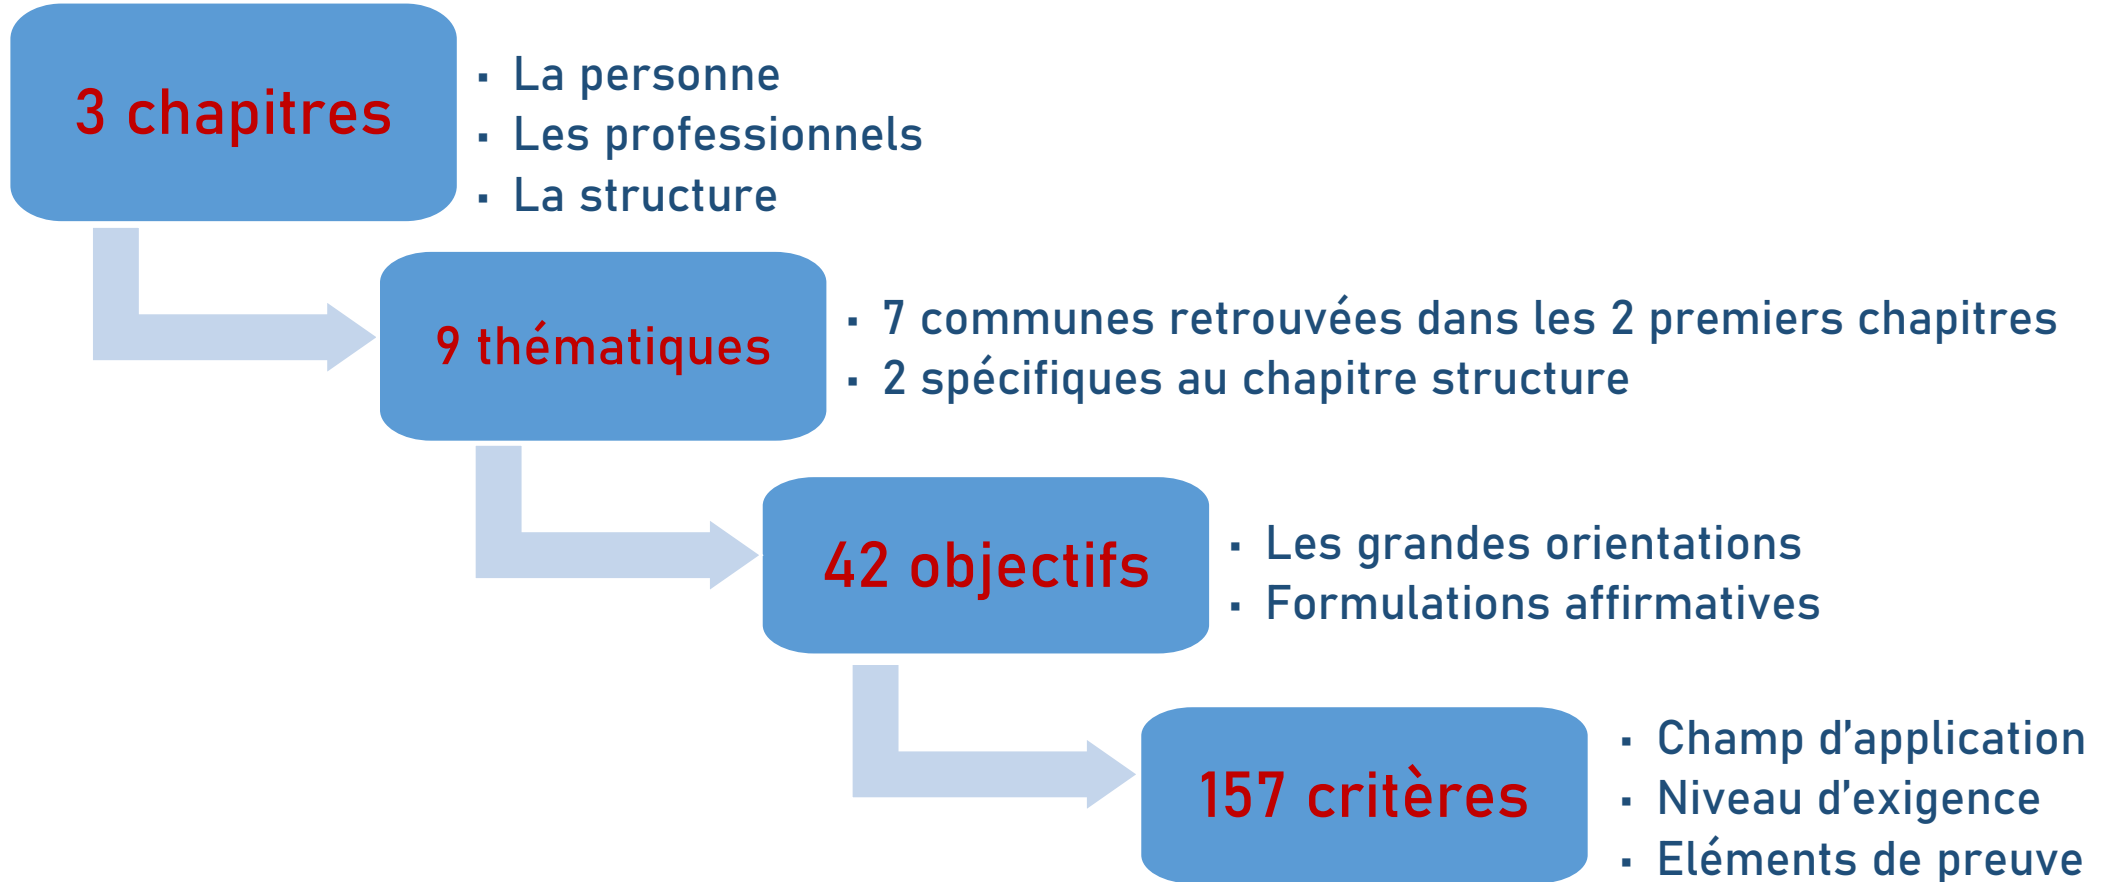 3 chapitres
▪ La personne
▪ Les professionnels
▪ La structure
9 thématiques
▪ 7 communes retrouvées dans les 2 premiers chapitres
▪ 2 spécifiques au chapitre structure
42 objectifs
▪ Les grandes orientations
▪ Formulations affirmatives
157 critères
▪ Champ d’application
▪ Niveau d’exigence
▪ Eléments de preuve